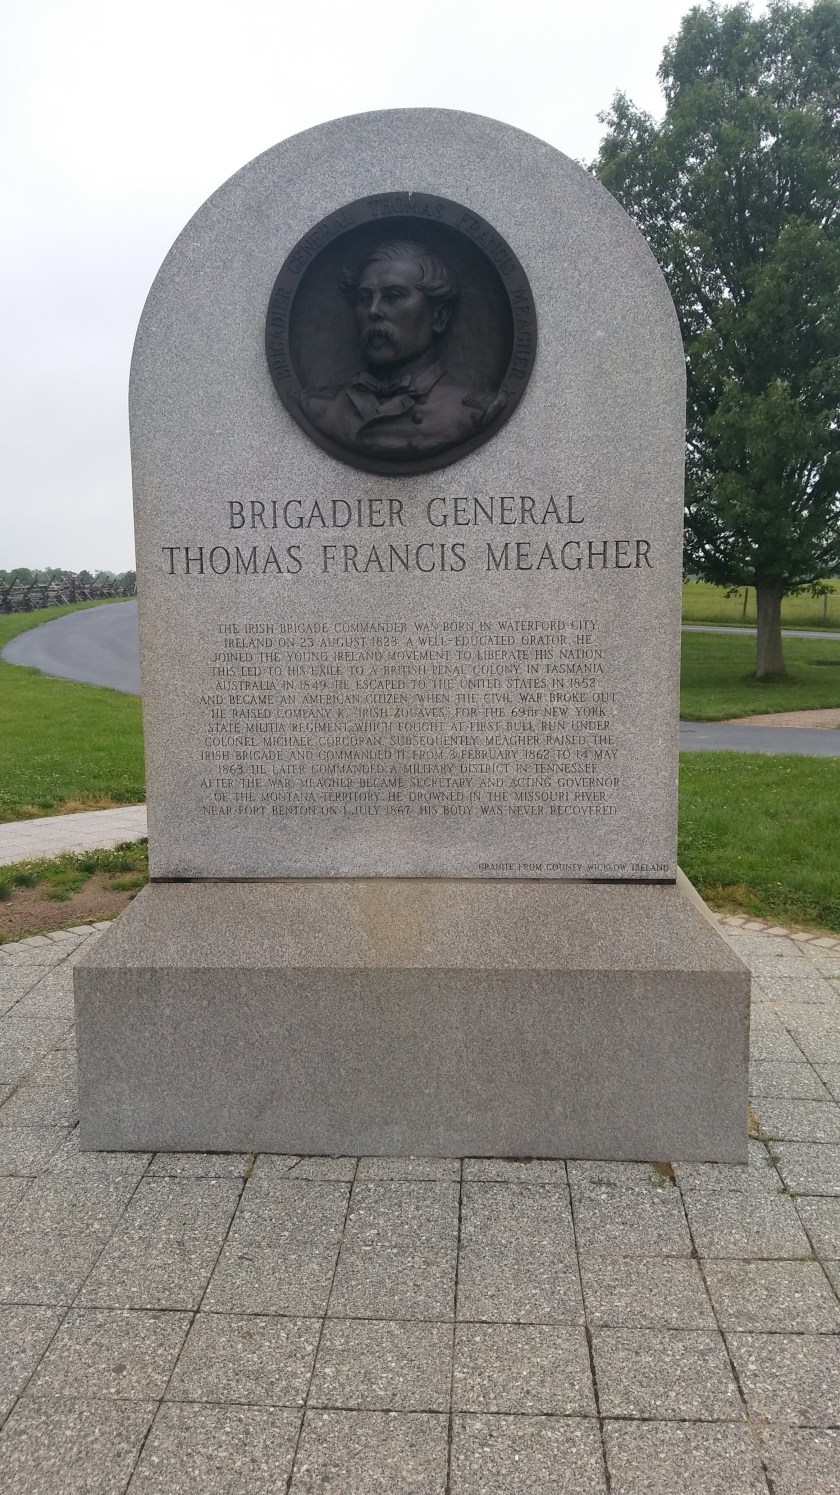 BRIGADIER GENERAL THOMAS FRANCIS MEAGHER
BRIGADIER GENERAL
THOMAS FRANCIS MEAGHER
THE IRISH BRIGADE COMMANDER WAS BORN IN WATERFORD CITY,
IRELAND ON 23 AUGUST 1823. A WELL-EDUCATED ORATOR, HE
JOINED THE YOUNG IRELAND MOVEMENT TO LIBERATE HIS NATION.
THIS LED TO HIS EXILE TO A BRITISH PENAL COLONY IN TASMANIA
AUSTRALIA IN 1849. HE ESCAPED TO THE UNITED STATES IN 1852
AND BECAME AN AMERICAN CITIZEN. WHEN THE CIVIL WAR BROKE OUT,
HE RAISED COMPANY K, "IRISH ZOUAVES", FOR THE 69TH NEW YORK
STATE MILITIA REGIMENT WHICH FOUGHT AT FIRST BULL RUN UNDER
COLONEL MICHAEL CORCORAN. SUBSEQUENTLY, MEAGHER RAISED THE
IRISH BRIGADE AND COMMANDED IT FROM 3 FEBRUARY 1862 TO 14 MAY
1863. HE LATER COMMANDED A MILITARY DISTRICT IN TENNESSEE.
AFTER THE WAR, MEAGHER BECAME SECRETARY AND ACTING GOVERNOR
OF THE MONTANA TERRITORY. HE DROWNED IN THE MISSOURI RIVER
NEAR FORT BENTON ON 1 JULY 1867. HIS BODY WAS NEVER RECOVERED.
GRANITE FROM COUNTY WICKLOW IRELAND